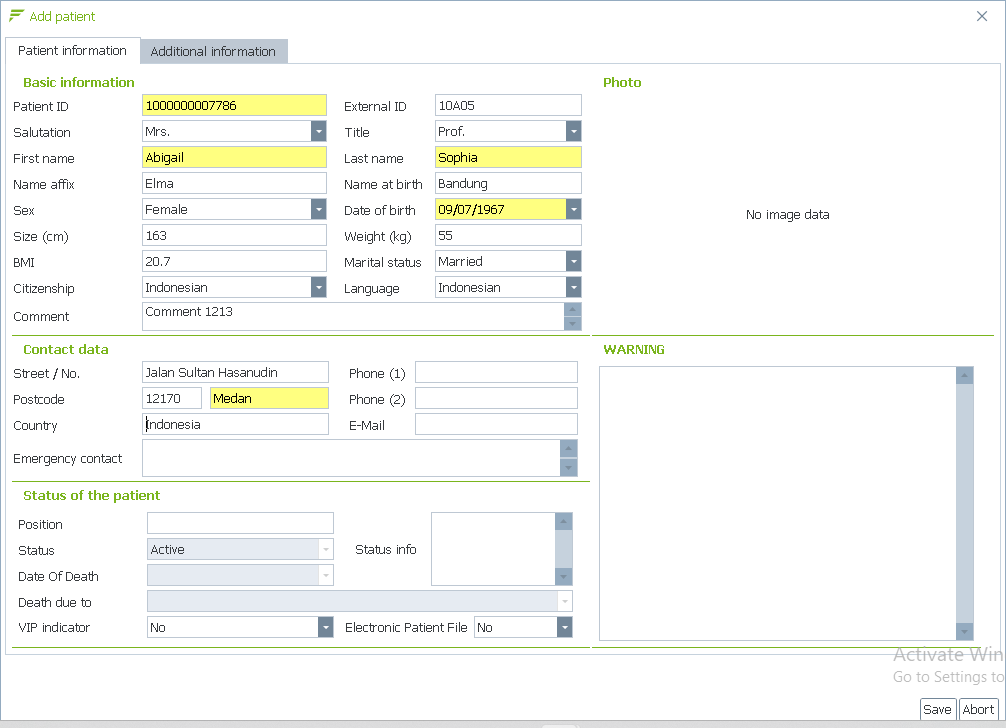 Add patient
Patient information Additional information
Basic information Photo
Patient ID 1000000007786 External ID 10A05
Salutation Mrs. Title Prof.
First name Abigail Last name Sophia
Name affix Elma Name at birth Bandung
Sex Female Date of birth 09/07/1967
No image data
Size (cm) 163 Weight (kg) 55
BMI 20.7 Marital status Married
Citizenship Indonesian Language Indonesian
Comment Comment 1213
Contact data WARNING
Street / No. Jalan Sultan Hasanudin Phone (1)
Postcode 12170 Medan Phone (2)
Country Indonesia E-Mail
Emergency contact
Status of the patient
Position
Status Active Status info
Date Of Death
Death due to
VIP indicator No Electronic Patient File No
Activate Win
Go to Settings to
Save Abort